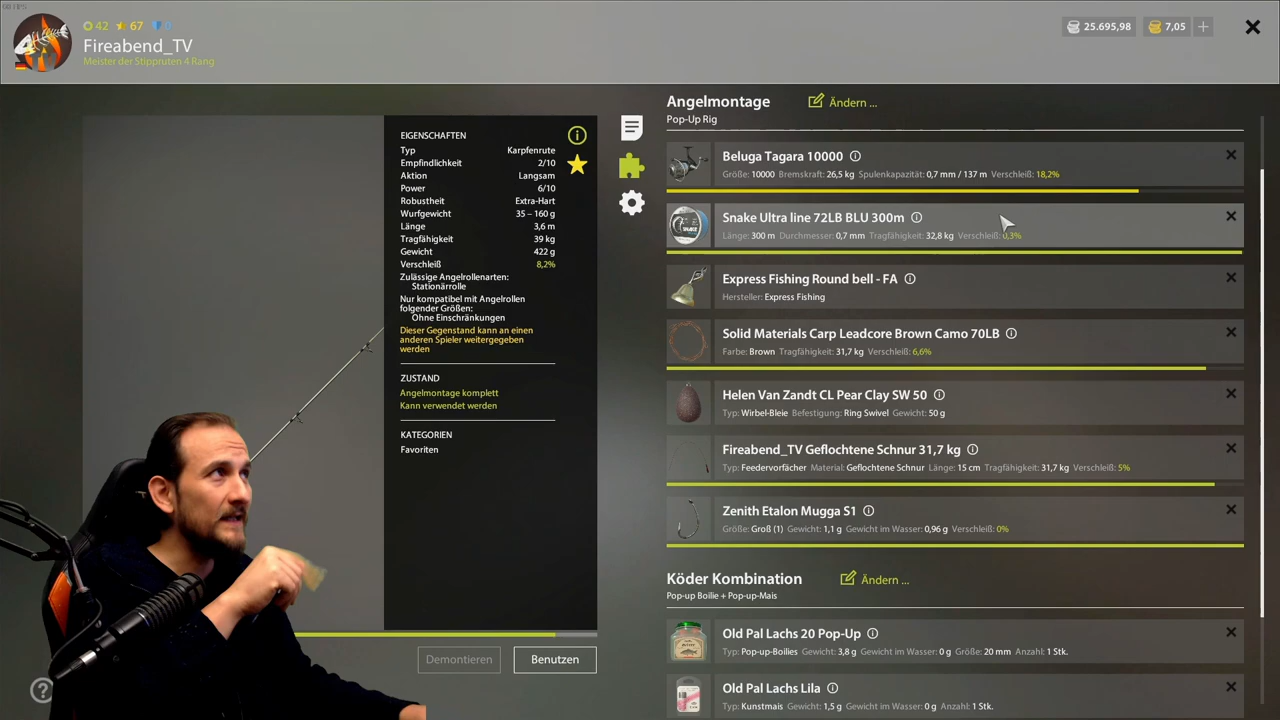 42 67
Fireabend_TV
Meister der Stippruten 4 Rang
25.695,98
7,05
EIGENSCHAFTEN
Typ Karpfenrute
Empfindlichkeit 2/10
Aktion Langsam
Power 6/10
Robustheit Extra-Hart
Wurfgewicht 35 – 160 g
Länge 3,6 m
Tragfähigkeit 39 kg
Gewicht 422 g
Verschleiß 8,2%
Zulässige Angelrollenarten:
Stationärrolle
Nur kompatibel mit Angelrollen
folgender Größen:
Ohne Einschränkungen
Dieser Gegenstand kann an einen
anderen Spieler weitergegeben
werden
ZUSTAND
Angelmontage komplett
Kann verwendet werden
KATEGORIEN
Favoriten
Demontieren
Benutzen
Angelmontage Ändern ...
Pop-Up Rig
Beluga Tagara 10000
Größe: 10000 Bremskraft: 26,5 kg Spulenkapazität: 0,7 mm / 137 m Verschleiß: 18,2%
Snake Ultra line 72LB BLU 300m
Länge: 300 m Durchmesser: 0,7 mm Tragfähigkeit: 32,8 kg Verschleiß: 0,3%
Express Fishing Round bell - FA
Hersteller: Express Fishing
Solid Materials Carp Leadcore Brown Camo 70LB
Farbe: Brown Tragfähigkeit: 31,7 kg Verschleiß: 6,6%
Helen Van Zandt CL Pear Clay SW 50
Typ: Wirbel-Bleie Befestigung: Ring Swivel Gewicht: 50 g
Fireabend_TV Geflochtene Schnur 31,7 kg
Typ: Feedervorfächer Material: Geflochtene Schnur Länge: 15 cm Tragfähigkeit: 31,7 kg Verschleiß: 5%
Zenith Etalon Mugga S1
Größe: Groß (1) Gewicht: 1,1 g Gewicht im Wasser: 0,96 g Verschleiß: 0%
Köder Kombination Ändern ...
Pop-up Boilie + Pop-up-Mais
Old Pal Lachs 20 Pop-Up
Typ: Pop-up-Boilies Gewicht: 3,8 g Gewicht im Wasser: 0 g Größe: 20 mm Anzahl: 1 Stk.
Old Pal Lachs Lila
Typ: Kunstmais Gewicht: 1,5 g Gewicht im Wasser: 0 g Anzahl: 1 Stk.